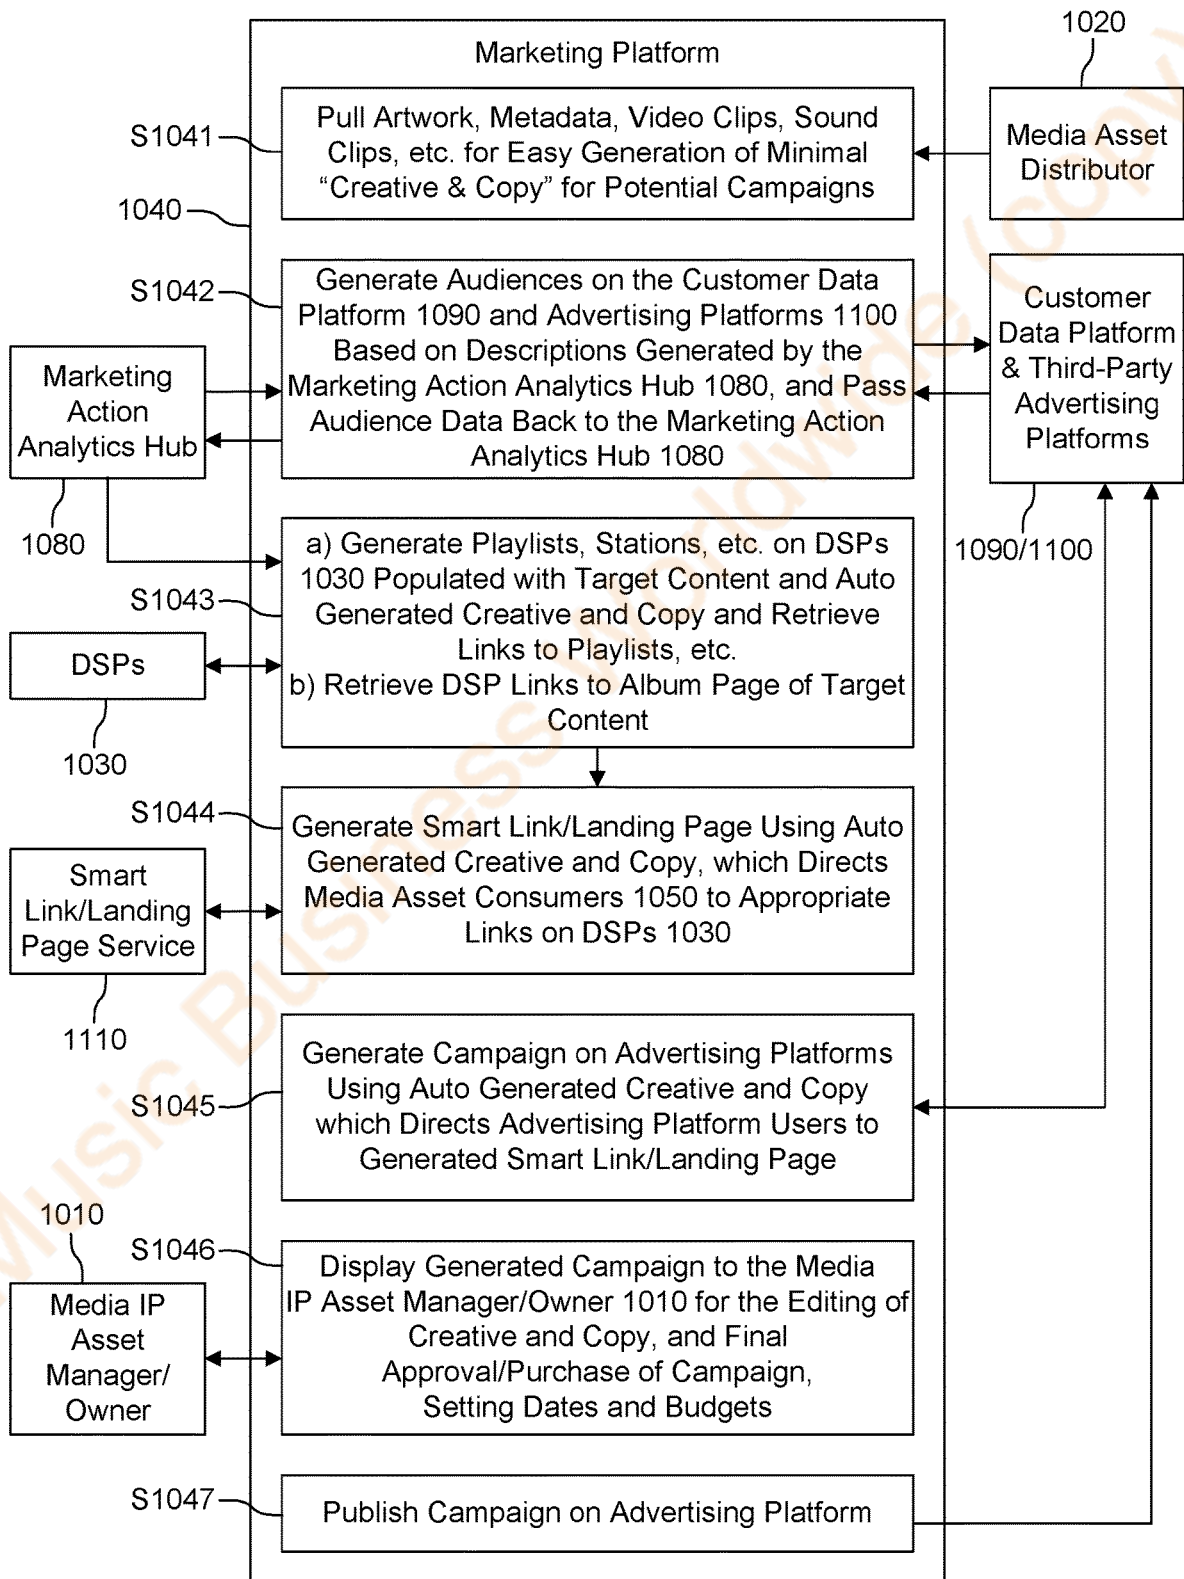 1020
Marketing Platform
S1041
Pull Artwork, Metadata, Video Clips, Sound
Clips, etc. for Easy Generation of Minimal
“Creative & Copy” for Potential Campaigns
Media Asset
Distributor
1040
S1042
Generate Audiences on the Customer Data
Platform 1090 and Advertising Platforms 1100
Based on Descriptions Generated by the
Marketing Action Analytics Hub 1080, and Pass
Audience Data Back to the Marketing Action
Analytics Hub 1080
Customer
Data Platform
& Third-Party
Advertising
Platforms
Marketing
Action
Analytics Hub
1080
1090/1100
S1043
a) Generate Playlists, Stations, etc. on DSPs
1030 Populated with Target Content and Auto
Generated Creative and Copy and Retrieve
Links to Playlists, etc.
b) Retrieve DSP Links to Album Page of Target
Content
DSPs
1030
S1044
Generate Smart Link/Landing Page Using Auto
Generated Creative and Copy, which Directs
Media Asset Consumers 1050 to Appropriate
Links on DSPs 1030
Smart
Link/Landing
Page Service
1110
S1045
Generate Campaign on Advertising Platforms
Using Auto Generated Creative and Copy
which Directs Advertising Platform Users to
Generated Smart Link/Landing Page
1010
S1046
Display Generated Campaign to the Media
IP Asset Manager/Owner 1010 for the Editing of
Creative and Copy, and Final
Approval/Purchase of Campaign,
Setting Dates and Budgets
Media IP
Asset
Manager/
Owner
S1047
Publish Campaign on Advertising Platform
Music Business Worldwide (copy)